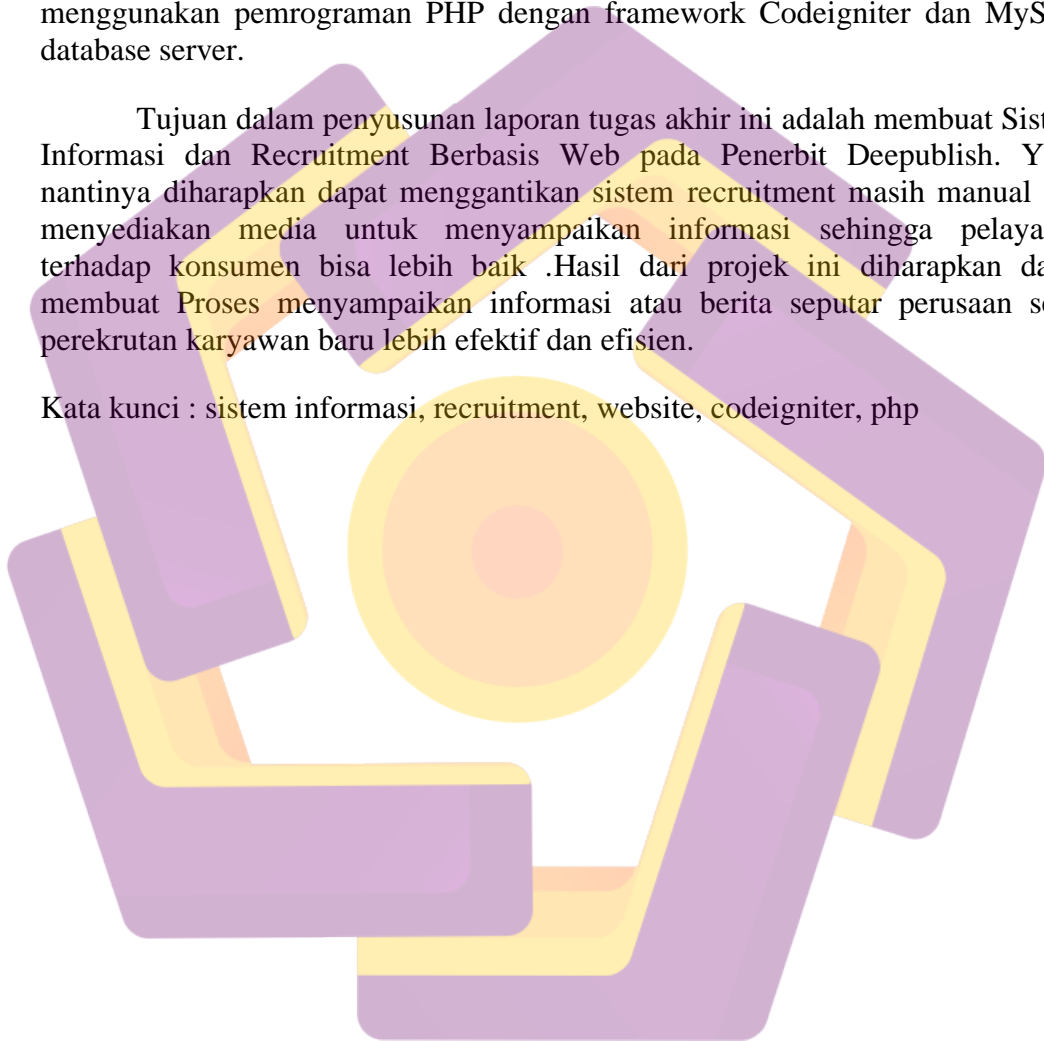 menggunakan pemrograman PHP dengan framework Codeigniter dan MyS
database server.
Tujuan dalam penyusunan laporan tugas akhir ini adalah membuat Sist
Informasi dan Recruitment Berbasis Web pada Penerbit Deepublish. Y
nantinya diharapkan dapat menggantikan sistem recruitment masih manual
menyediakan media untuk menyampaikan informasi sehingga pelaya
terhadap konsumen bisa lebih baik .Hasil dari projek ini diharapkan da
membuat Proses menyampaikan informasi atau berita seputar perusaan se
perekrutan karyawan baru lebih efektif dan efisien.
Kata kunci : sistem informasi, recruitment, website, codeigniter, php